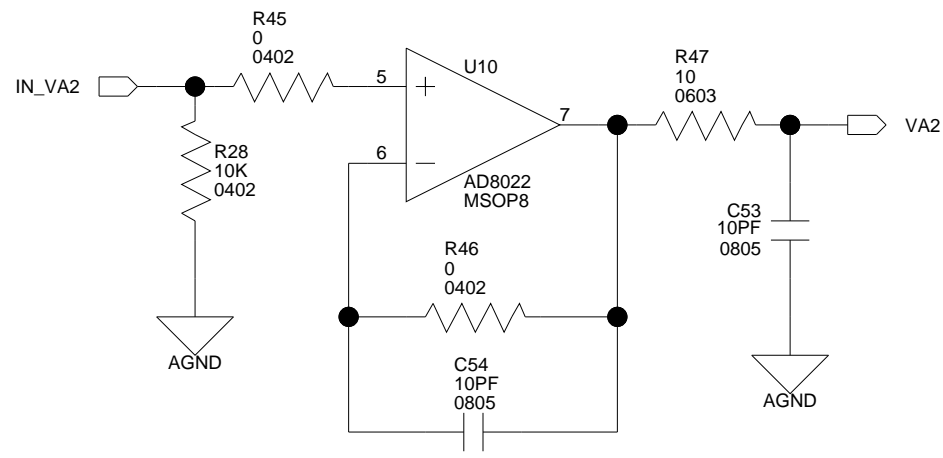 R45
0
0402
IN_VA2
R28
10K
0402
AGND
5
+
6
−
U10
7
AD8022
MSOP8
R46
0
0402
C54
10PF
0805
R47
10
0603
VA2
C53
10PF
0805
AGND